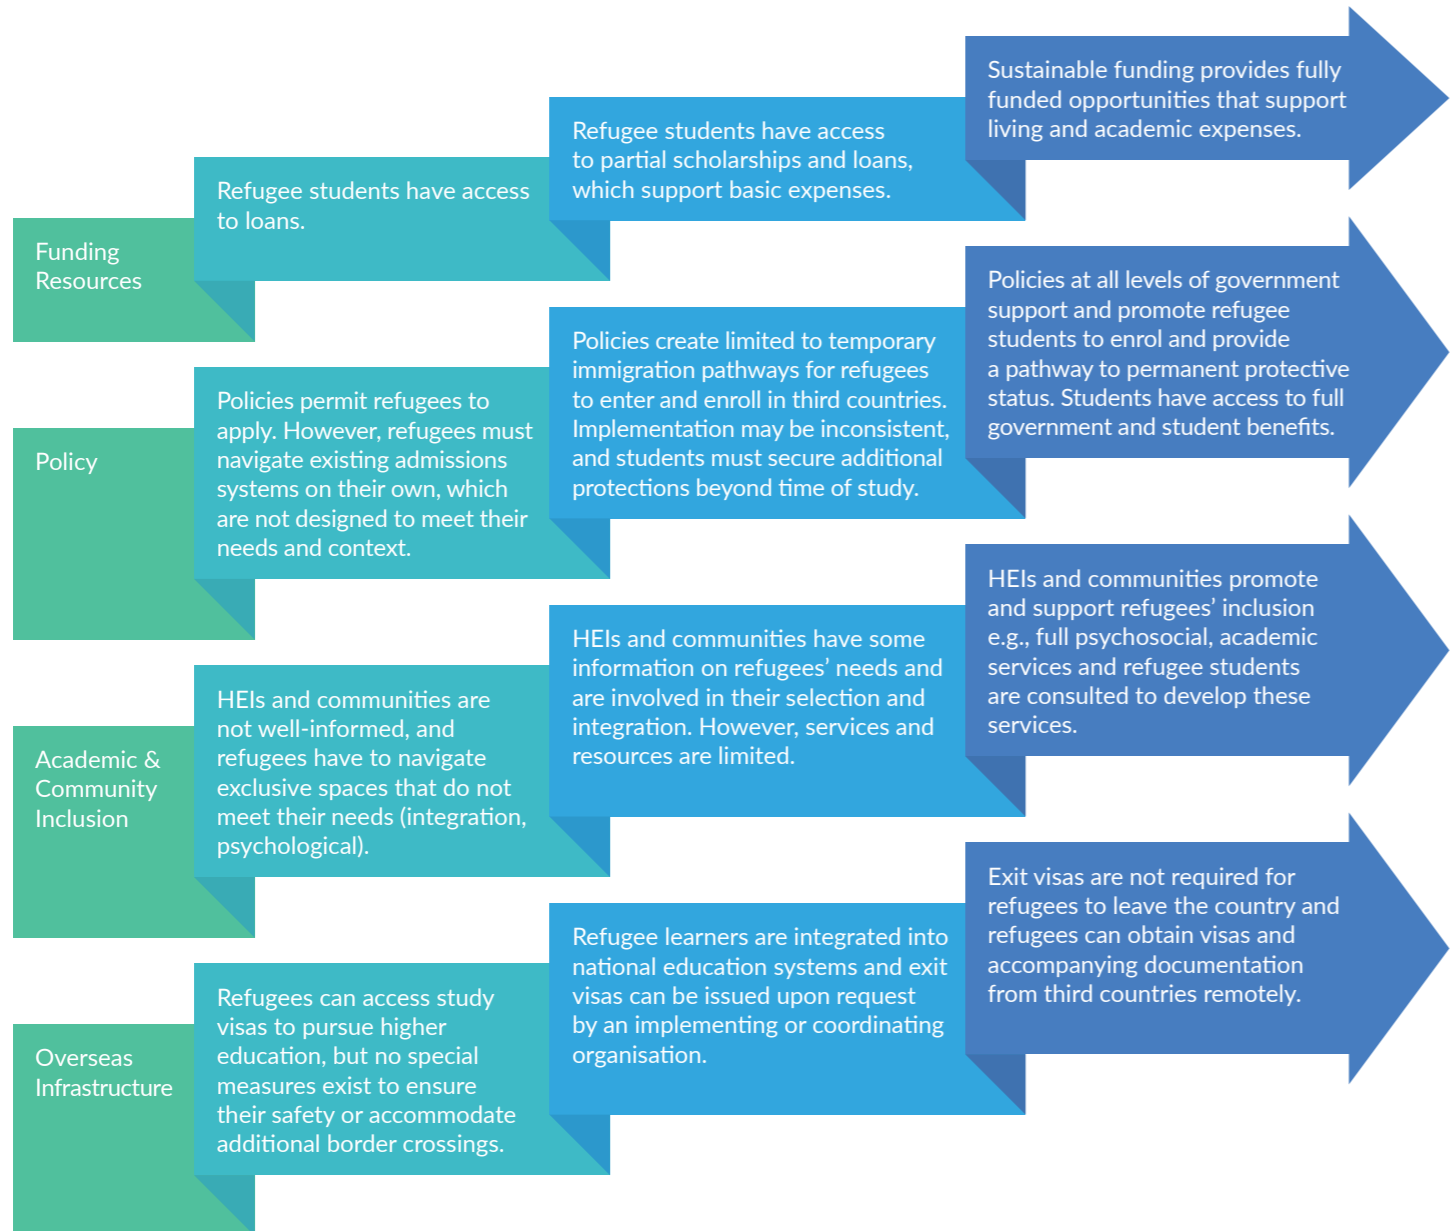 Funding
Resources
Refugee students have access
to loans.
Refugee students have access
to partial scholarships and loans,
which support basic expenses.
Sustainable funding provides fully
funded opportunities that support
living and academic expenses.
Policy
Policies permit refugees to
apply. However, refugees must
navigate existing admissions
systems on their own, which
are not designed to meet their
needs and context.
Policies create limited to temporary
immigration pathways for refugees
to enter and enroll in third countries.
Implementation may be inconsistent,
and students must secure additional
protections beyond time of study.
Policies at all levels of government
support and promote refugee
students to enrol and provide
a pathway to permanent protective
status. Students have access to full
government and student benefits.
Academic &
Community
Inclusion
HEIs and communities are
not well-informed, and
refugees have to navigate
exclusive spaces that do not
meet their needs (integration,
psychological).
HEIs and communities have some
information on refugees’ needs and
are involved in their selection and
integration. However, services and
resources are limited.
HEIs and communities promote
and support refugees’ inclusion
e.g., full psychosocial, academic
services and refugee students
are consulted to develop these
services.
Overseas
Infrastructure
Refugees can access study
visas to pursue higher
education, but no special
measures exist to ensure
their safety or accommodate
additional border crossings.
Refugee learners are integrated into
national education systems and exit
visas can be issued upon request
by an implementing or coordinating
organisation.
Exit visas are not required for
refugees to leave the country and
refugees can obtain visas and
accompanying documentation
from third countries remotely.